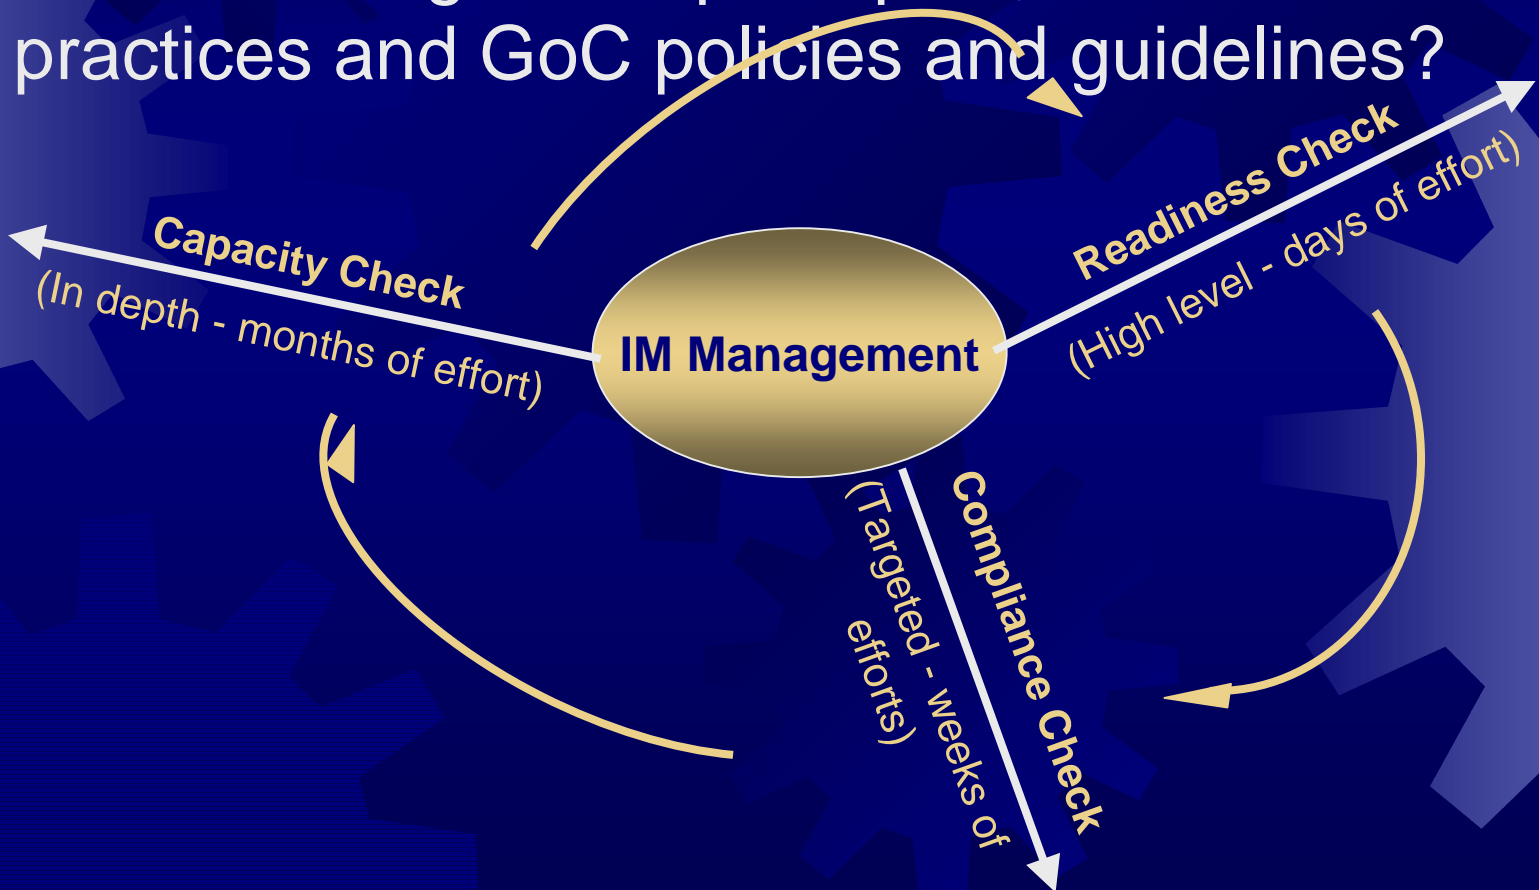 practices and GoC policies and guidelines?
Capacity Check
(In depth - months of effort)
IM Management
Readiness Check
(High level - days of effort)
Compliance Check
(Targeted - weeks of
efforts)